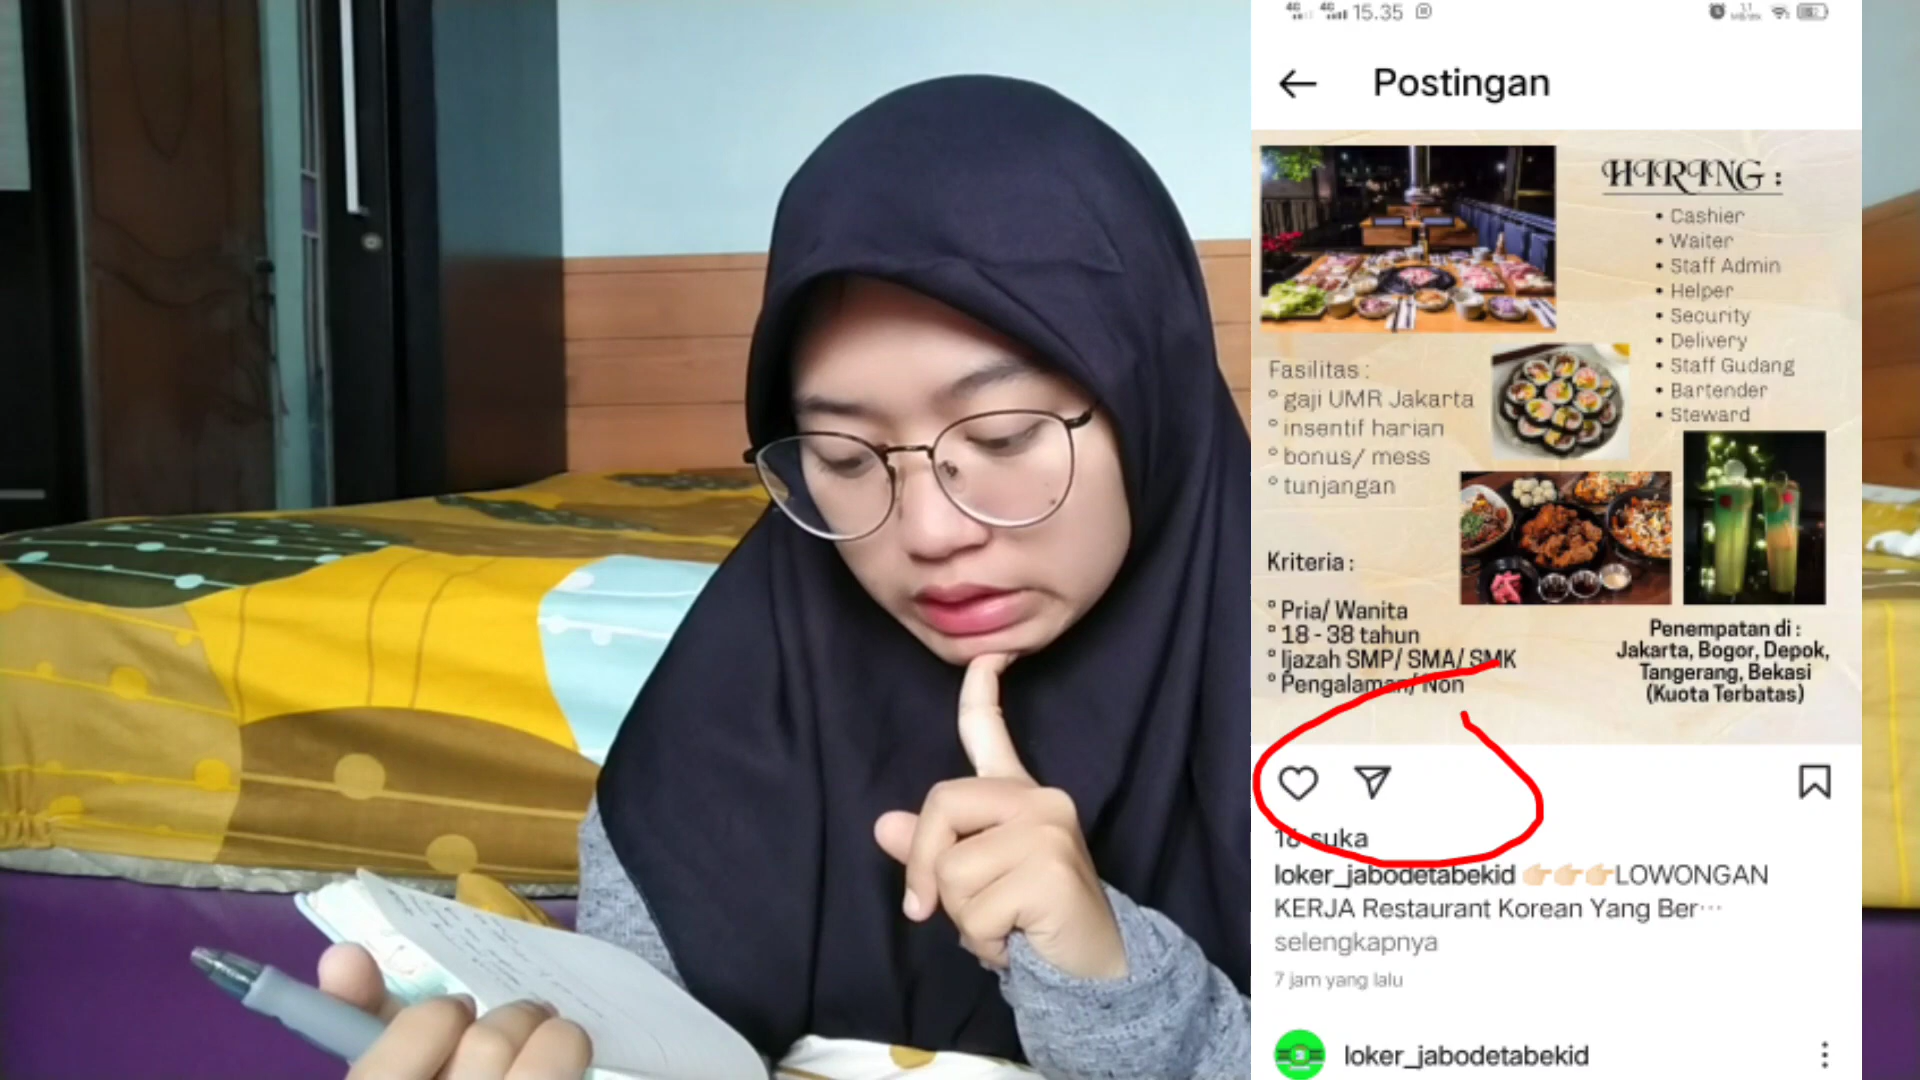 15.35
Postingan
HIRING :
• Cashier
• Waiter
• Staff Admin
• Helper
• Security
• Delivery
• Staff Gudang
• Bartender
• Steward
Fasilitas :
° gaji UMR Jakarta
° insentif harian
° bonus/ mess
° tunjangan
Kriteria :
° Pria/ Wanita
° 18 - 38 tahun
° Ijazah SMP/ SMA/ SMK
° Pengalaman/ Non
Penempatan di :
Jakarta, Bogor, Depok,
Tangerang, Bekasi
(Kuota Terbatas)
suka
loker_jabodetabekid 👉🏻👉🏻👉🏻LOWONGAN
KERJA Restaurant Korean Yang Ber...
selengkapnya
7 jam yang lalu
loker_jabodetabekid